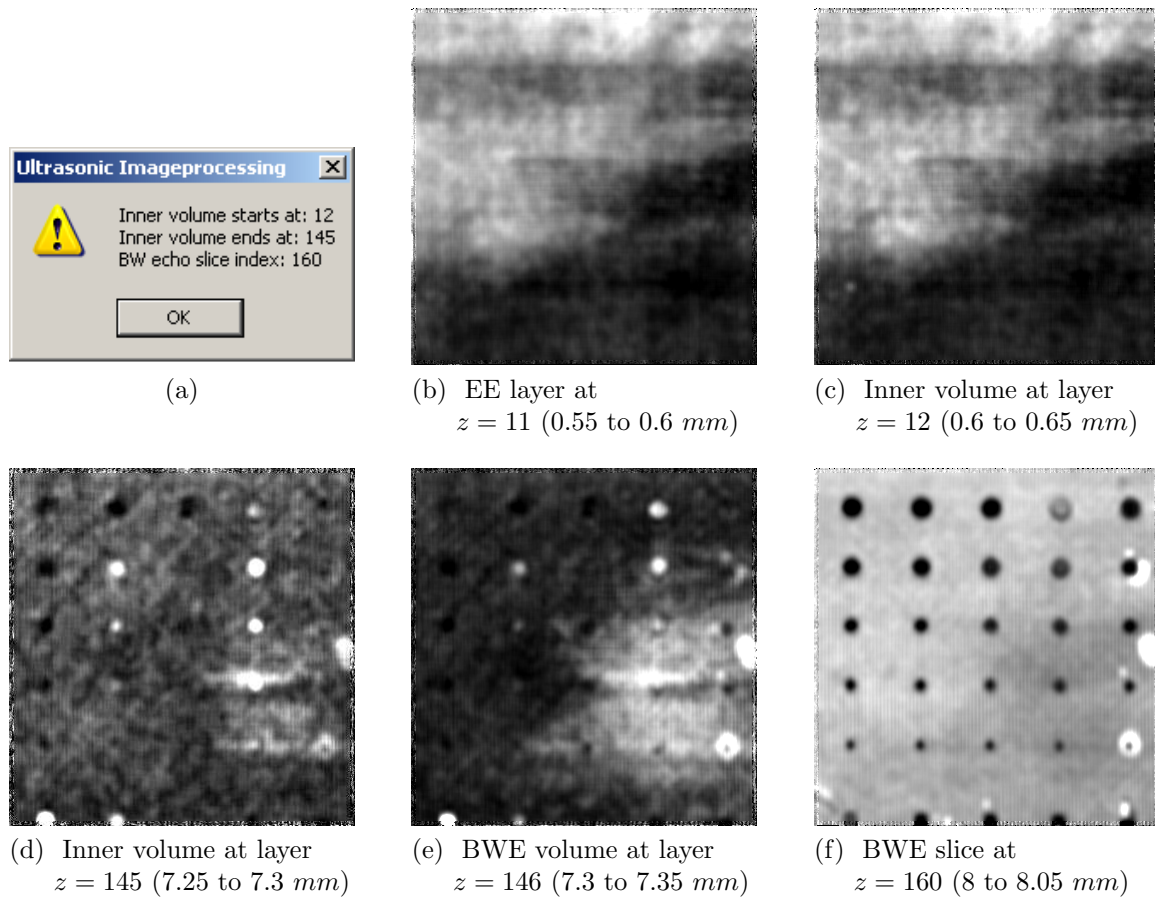 Ultrasonic Imageprocessing
Inner volume starts at: 12
Inner volume ends at: 145
BW echo slice index: 160
OK
(a)
(b) EE layer at
z = 11 (0.55 to 0.6 mm)
(c) Inner volume at layer
z = 12 (0.6 to 0.65 mm)
(d) Inner volume at layer
z = 145 (7.25 to 7.3 mm)
(e) BWE volume at layer
z = 146 (7.3 to 7.35 mm)
(f) BWE slice at
z = 160 (8 to 8.05 mm)